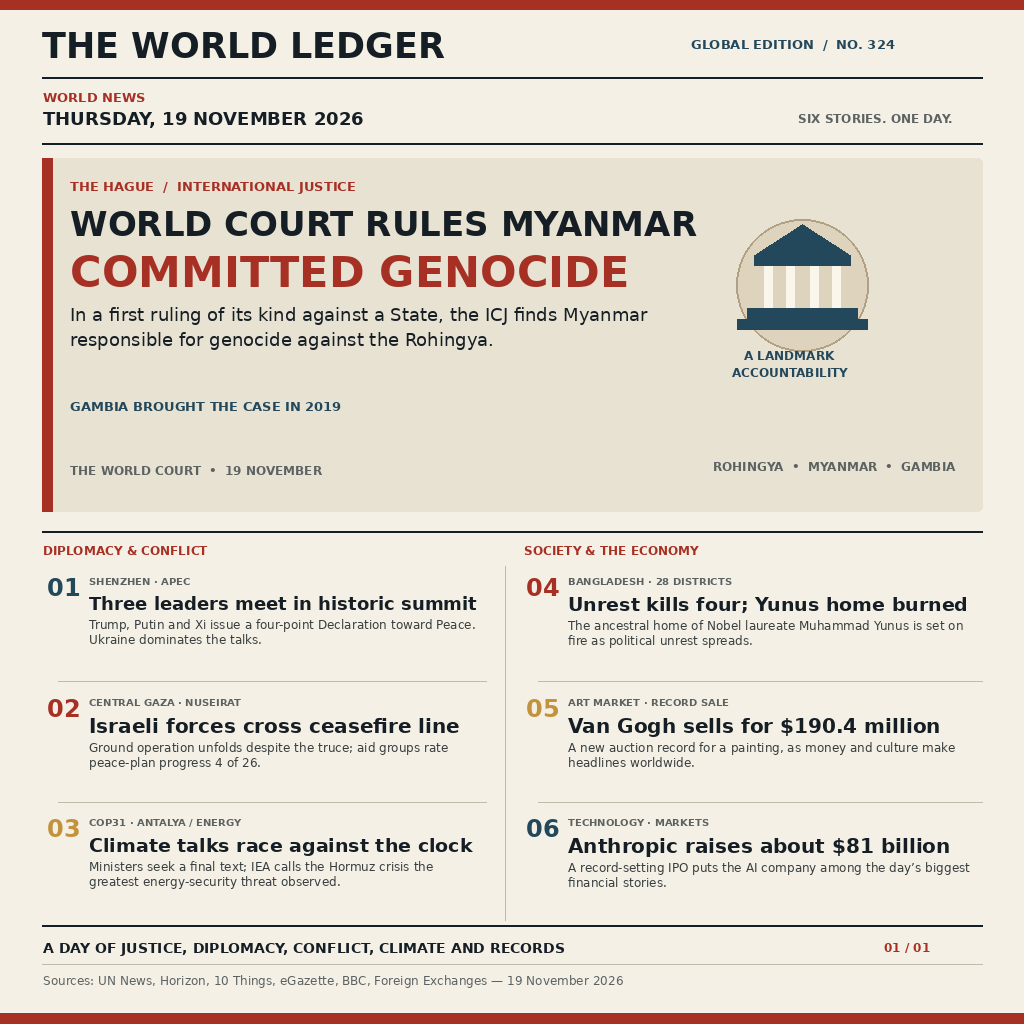 THE WORLD LEDGER
GLOBAL EDITION / NO. 324
WORLD NEWS
THURSDAY, 19 NOVEMBER 2026
SIX STORIES. ONE DAY.
THE HAGUE / INTERNATIONAL JUSTICE
WORLD COURT RULES MYANMAR
COMMITTED GENOCIDE
In a first ruling of its kind against a State, the ICJ finds Myanmar
responsible for genocide against the Rohingya.
A LANDMARK
ACCOUNTABILITY
GAMBIA BROUGHT THE CASE IN 2019
THE WORLD COURT • 19 NOVEMBER
ROHINGYA • MYANMAR • GAMBIA
DIPLOMACY & CONFLICT
01
SHENZHEN · APEC
Three leaders meet in historic summit
Trump, Putin and Xi issue a four-point Declaration toward Peace.
Ukraine dominates the talks.
02
CENTRAL GAZA · NUSEIRAT
Israeli forces cross ceasefire line
Ground operation unfolds despite the truce; aid groups rate
peace-plan progress 4 of 26.
03
COP31 · ANTALYA / ENERGY
Climate talks race against the clock
Ministers seek a final text; IEA calls the Hormuz crisis the
greatest energy-security threat observed.
SOCIETY & THE ECONOMY
04
BANGLADESH · 28 DISTRICTS
Unrest kills four; Yunus home burned
The ancestral home of Nobel laureate Muhammad Yunus is set on
fire as political unrest spreads.
05
ART MARKET · RECORD SALE
Van Gogh sells for $190.4 million
A new auction record for a painting, as money and culture make
headlines worldwide.
06
TECHNOLOGY · MARKETS
Anthropic raises about $81 billion
A record-setting IPO puts the AI company among the day’s biggest
financial stories.
A DAY OF JUSTICE, DIPLOMACY, CONFLICT, CLIMATE AND RECORDS
01 / 01
Sources: UN News, Horizon, 10 Things, eGazette, BBC, Foreign Exchanges — 19 November 2026